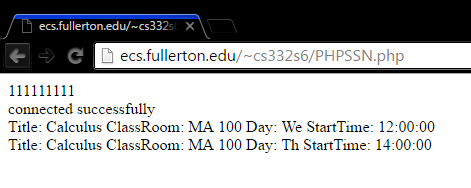 ecs.fullerton.edu/~cs332s
ecs.fullerton.edu/~cs332s6/PHPSSN.php
111111111
connected successfully
Title: Calculus ClassRoom: MA 100 Day: We StartTime: 12:00:00
Title: Calculus ClassRoom: MA 100 Day: Th StartTime: 14:00:00